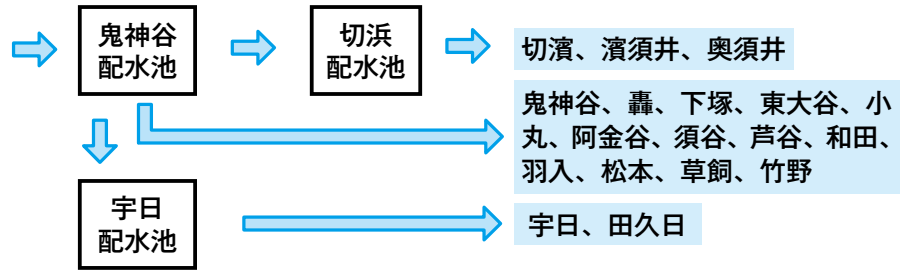 鬼神谷
配水池
切浜
配水池
切濱、濱須井、奥須井
鬼神谷、轟、下塚、東大谷、小
丸、阿金谷、須谷、芦谷、和田、
羽入、松本、草飼、竹野
宇日
配水池
宇日、田久日